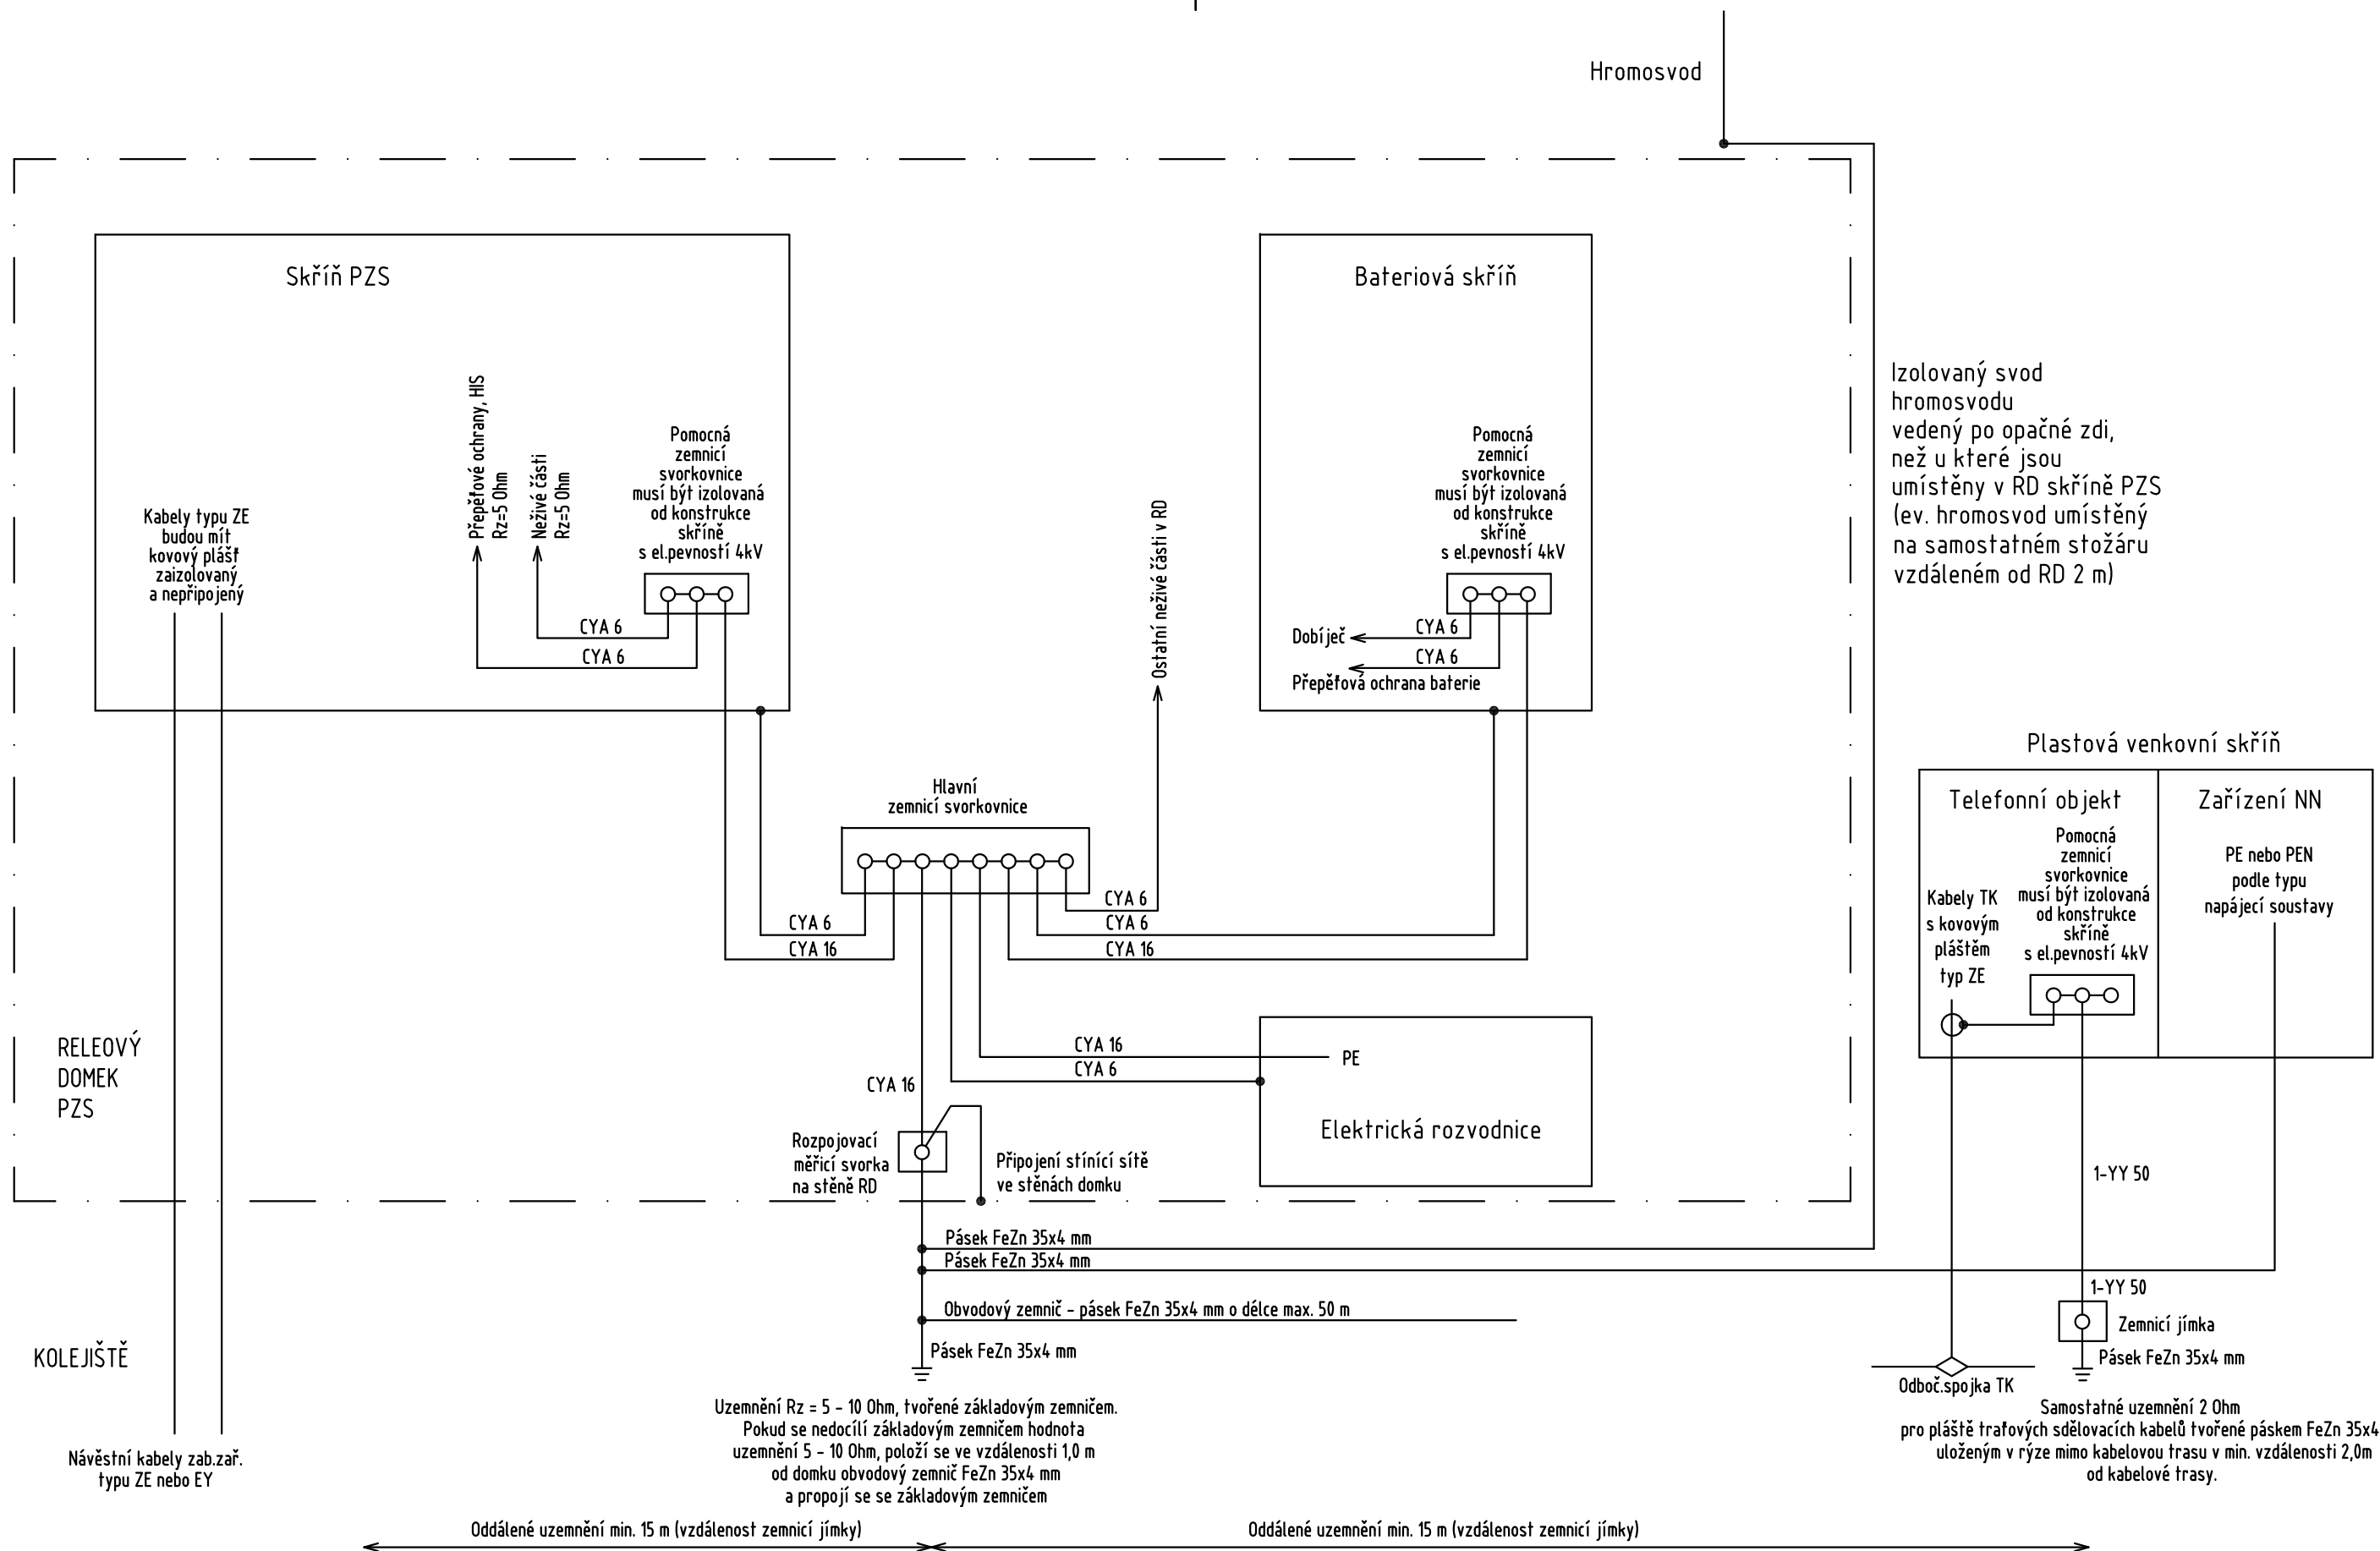 Hromosvod
Skříň PZS
Bateriová skříň
Izolovaný svod
hromosvodu
vedený po opačné zdi,
než u které jsou
umístěny v RD skříně PZS
(ev. hromosvod umístěný
na samostatném stožáru
vzdáleném od RD 2 m)
Kabely typu ZE
budou mít
kovový plášť
zaizolovaný
a nepřipojený
Přepěťové ochrany, HIS
Rz=5 Ohm
Neživé části
Rz=5 Ohm
Pomocná
zemnicí
svorkovnice
musí být izolovaná
od konstrukce
skříně
s el.pevností 4kV
CYA 6
CYA 6
Ostatní neživé části v RD
Pomocná
zemnicí
svorkovnice
musí být izolovaná
od konstrukce
skříně
s el.pevností 4kV
Dobíječ
CYA 6
CYA 6
Přepěťová ochrana baterie
Plastová venkovní skříň
Telefonní objekt
Zařízení NN
Kabely TK
s kovovým
pláštěm
typ ZE
Pomocná
zemnicí
svorkovnice
musí být izolovaná
od konstrukce
skříně
s el.pevností 4kV
PE nebo PEN
podle typu
napájecí soustavy
Hlavní
zemnicí svorkovnice
CYA 6
CYA 16
CYA 6
CYA 6
CYA 16
RELEOVÝ
DOMEK
PZS
CYA 16
CYA 16
CYA 6
PE
Elektrická rozvodnice
Rozpojovací
měřicí svorka
na stěně RD
Připojení stínící sítě
ve stěnách domku
1-YY 50
Pásek FeZn 35x4 mm
Pásek FeZn 35x4 mm
Obvodový zemnič - pásek FeZn 35x4 mm o délce max. 50 m
Pásek FeZn 35x4 mm
1-YY 50
Zemnicí jímka
Pásek FeZn 35x4 mm
Odboč.spojka TK
KOLEJIŠTĚ
Návěstní kabely zab.zař.
typu ZE nebo EY
Uzemnění Rz = 5 - 10 Ohm, tvořené základovým zemničem.
Pokud se nedocílí základovým zemničem hodnota
uzemnění 5 - 10 Ohm, položí se ve vzdálenosti 1,0 m
od domku obvodový zemnič FeZn 35x4 mm
a propojí se se základovým zemničem
Samostatné uzemnění 2 Ohm
pro pláště traťových sdělovacích kabelů tvořené páskem FeZn 35x4
uloženým v rýze mimo kabelovou trasu v min. vzdálenosti 2,0m
od kabelové trasy.
Oddálené uzemnění min. 15 m (vzdálenost zemnicí jímky)
Oddálené uzemnění min. 15 m (vzdálenost zemnicí jímky)